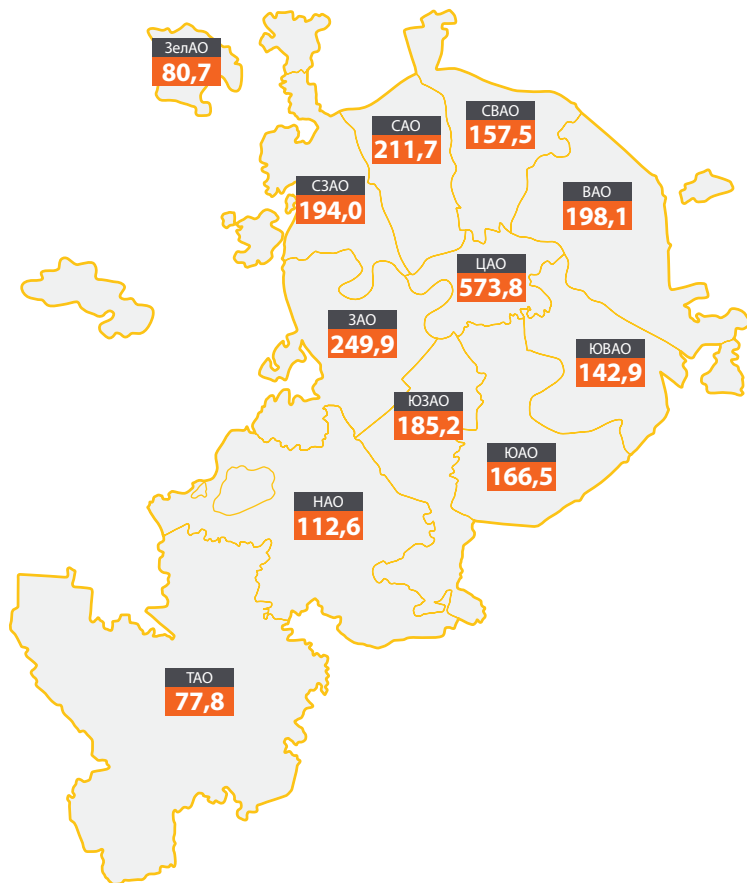 ЗелАО
80,7
САО
211,7
СВАО
157,5
СЗАО
194,0
ВАО
198,1
ЦАО
573,8
ЗАО
249,9
ЮВАО
142,9
ЮЗАО
185,2
ЮАО
166,5
НАО
112,6
ТАО
77,8